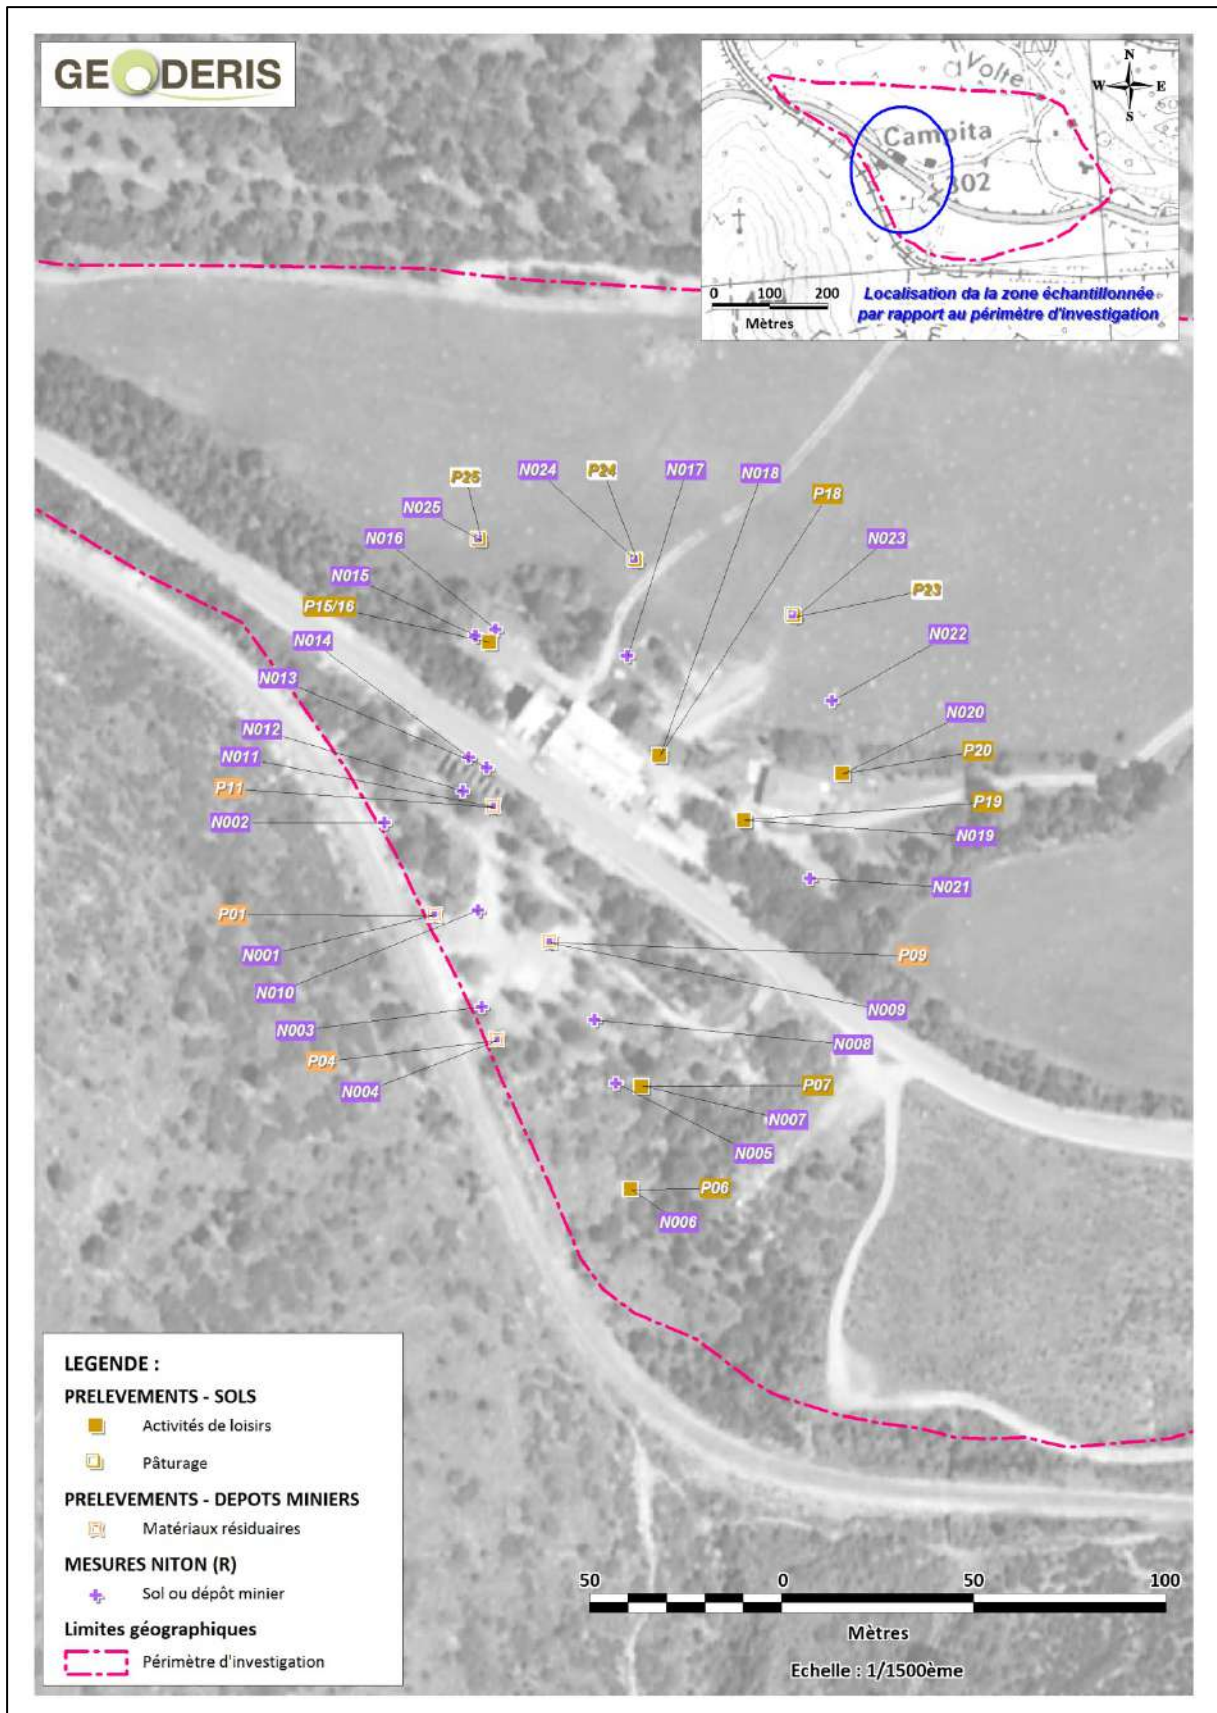 GEODERIS
N
W E
S
Volte
Campita
302
0 100 200
Mètres
Localisation da la zone échantillonnée
par rapport au périmètre d'investigation
P25
N024
P24
N017
N018
P18
N025
N016
N023
N015
P23
P15/16
N014
N022
N013
N020
N012
P20
N011
P11
P19
N002
N019
N021
P01
N001
P09
N010
N009
N003
N008
P04
N004
P07
N007
N005
P06
N006
LEGENDE :
PRELEVEMENTS - SOLS
Activités de loisirs
Pâturage
PRELEVEMENTS - DEPOTS MINIERS
Matériaux résiduaires
MESURES NITON (R)
Sol ou dépôt minier
Limites géographiques
Périmètre d'investigation
50 0 50 100
Mètres
Echelle : 1/1500ème